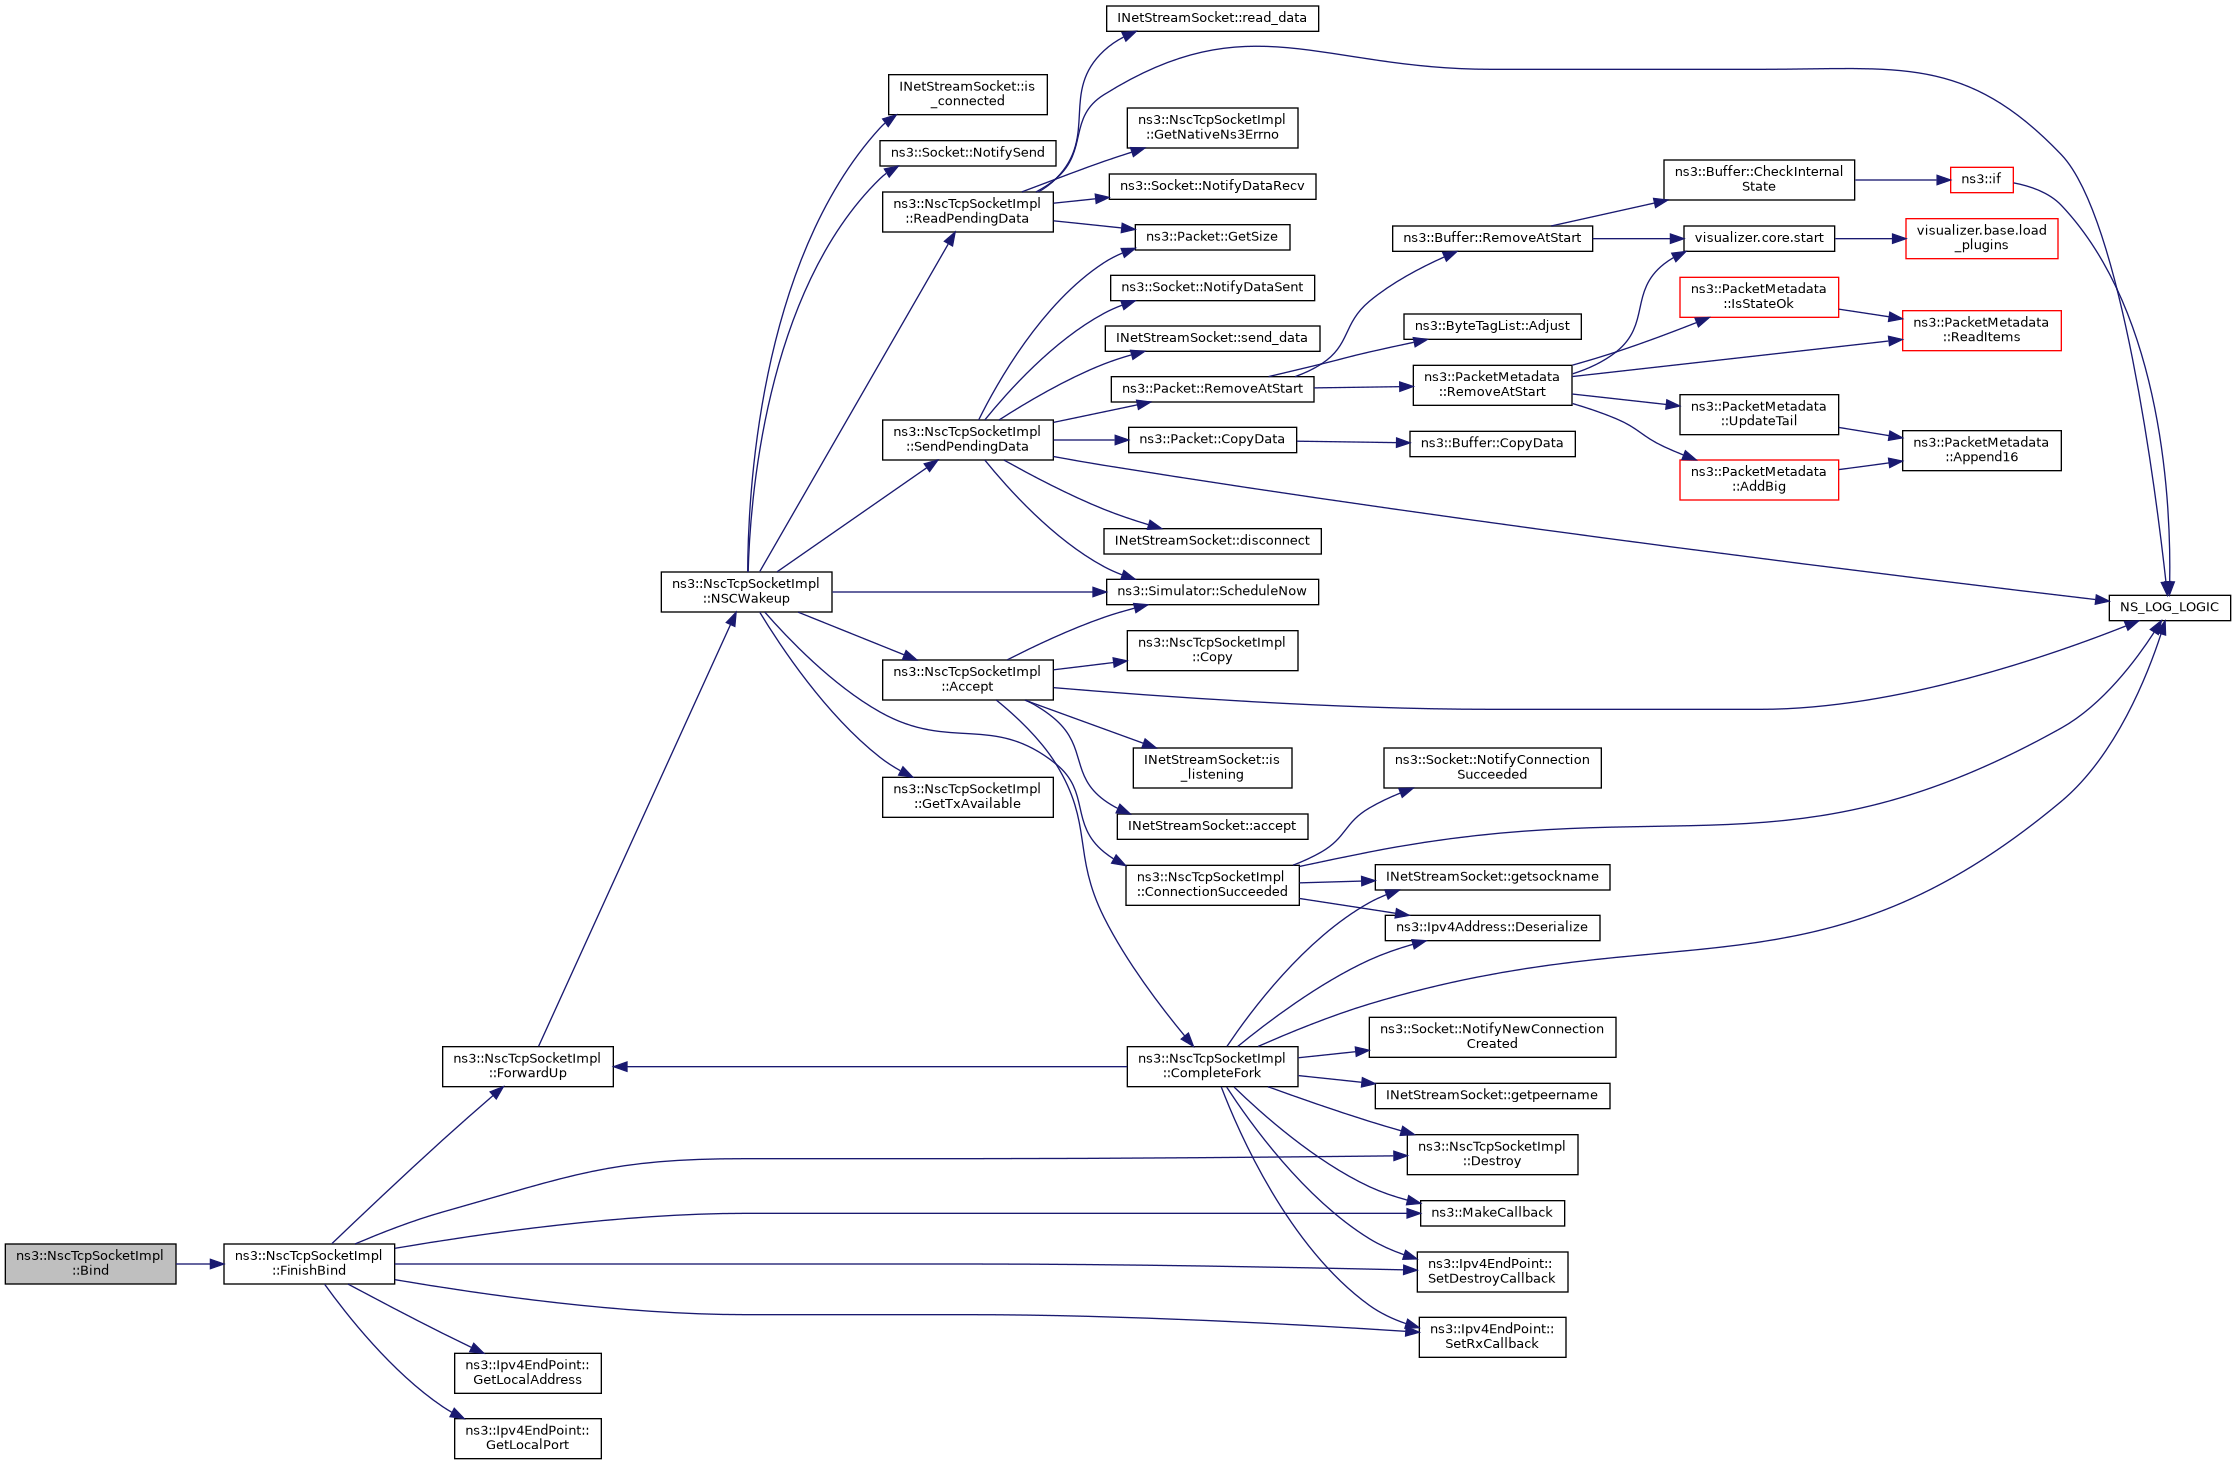 INetStreamSocket::read_data
INetStreamSocket::is
_connected
ns3::NscTcpSocketImpl
::GetNativeNs3Errno
ns3::Socket::NotifySend
ns3::Socket::NotifyDataRecv
ns3::NscTcpSocketImpl
::ReadPendingData
ns3::Packet::GetSize
ns3::Buffer::CheckInternal
State
ns3::if
ns3::Buffer::RemoveAtStart
visualizer.core.start
visualizer.base.load
_plugins
ns3::Socket::NotifyDataSent
ns3::PacketMetadata
::IsStateOk
ns3::PacketMetadata
::ReadItems
INetStreamSocket::send_data
ns3::ByteTagList::Adjust
ns3::Packet::RemoveAtStart
ns3::PacketMetadata
::RemoveAtStart
ns3::PacketMetadata
::UpdateTail
ns3::NscTcpSocketImpl
::SendPendingData
ns3::Packet::CopyData
ns3::Buffer::CopyData
ns3::PacketMetadata
::Append16
ns3::PacketMetadata
::AddBig
INetStreamSocket::disconnect
ns3::NscTcpSocketImpl
::NSCWakeup
ns3::Simulator::ScheduleNow
NS_LOG_LOGIC
ns3::NscTcpSocketImpl
::Copy
ns3::NscTcpSocketImpl
::Accept
INetStreamSocket::is
_listening
ns3::NscTcpSocketImpl
::GetTxAvailable
INetStreamSocket::accept
ns3::Socket::NotifyConnection
Succeeded
ns3::NscTcpSocketImpl
::ConnectionSucceeded
INetStreamSocket::getsockname
ns3::Ipv4Address::Deserialize
ns3::Socket::NotifyNewConnection
Created
ns3::NscTcpSocketImpl
::ForwardUp
ns3::NscTcpSocketImpl
::CompleteFork
INetStreamSocket::getpeername
ns3::NscTcpSocketImpl
::Destroy
ns3::MakeCallback
ns3::NscTcpSocketImpl
::Bind
ns3::NscTcpSocketImpl
::FinishBind
ns3::Ipv4EndPoint::
SetDestroyCallback
ns3::Ipv4EndPoint::
SetRxCallback
ns3::Ipv4EndPoint::
GetLocalAddress
ns3::Ipv4EndPoint::
GetLocalPort